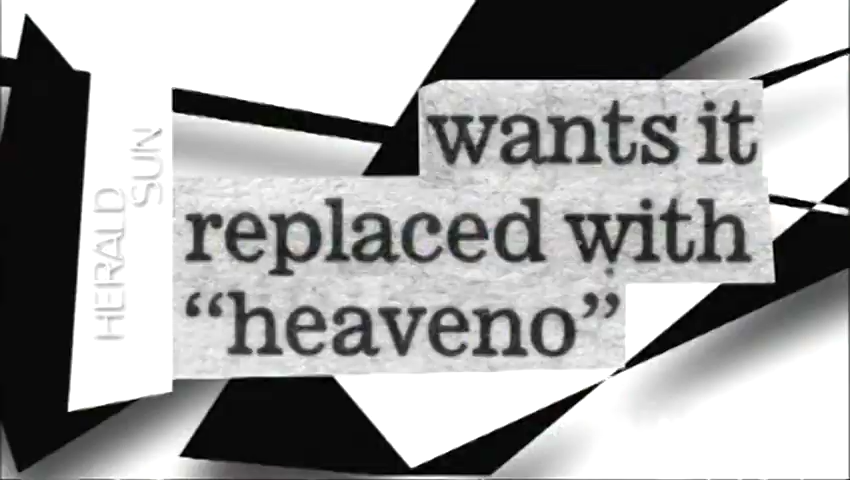 HERALD
SUN
wants it
replaced with
“heaveno”